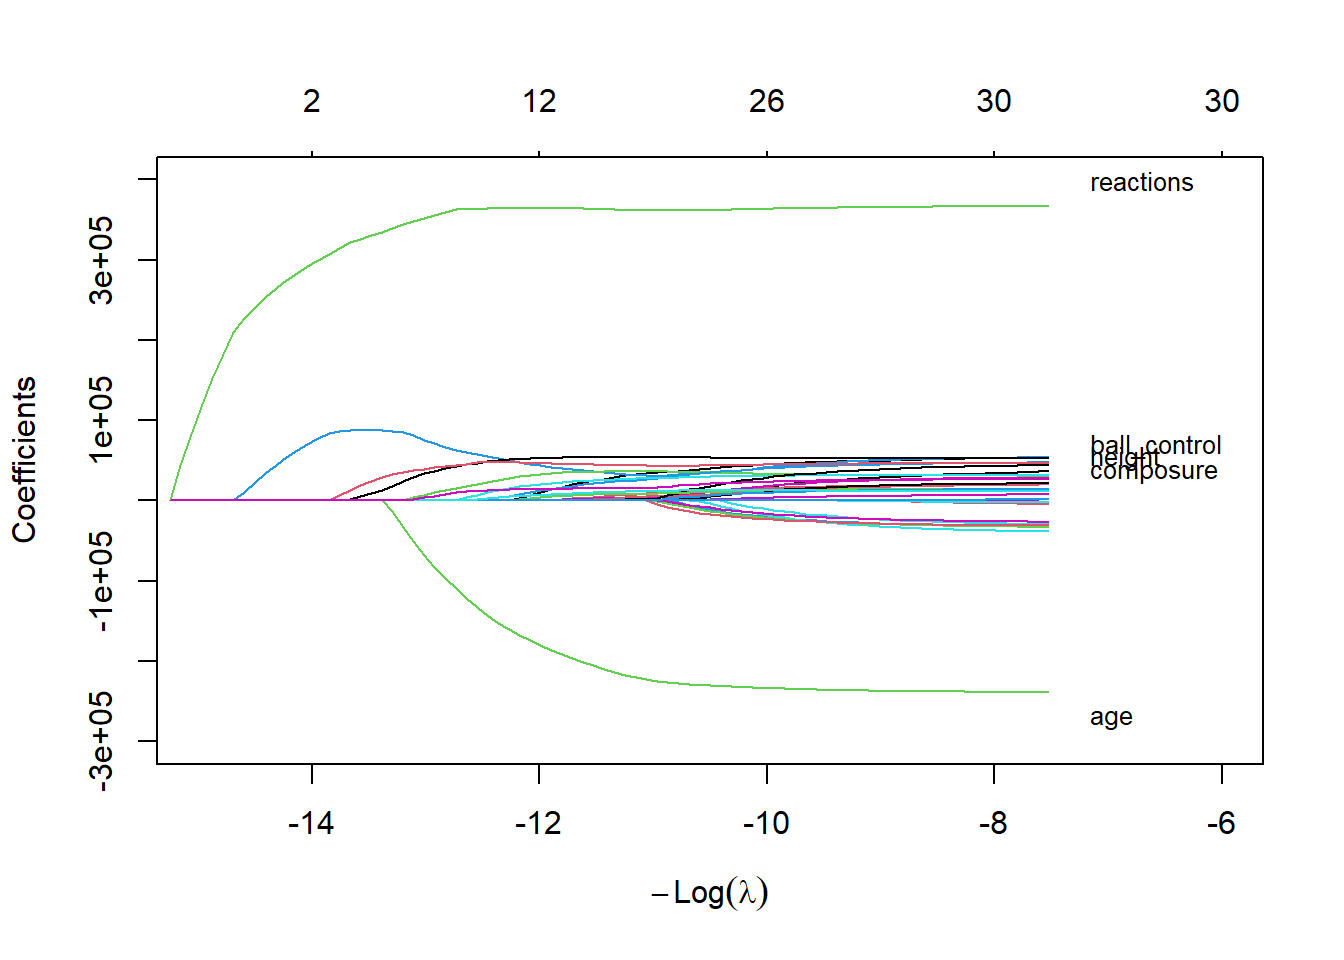 2 12 26 30 30
reactions
3e+05
1e+05
-1e+05
-3e+05
Coefficients
ball_control
height
composure
age
-14 -12 -10 -8 -6
−Log(λ)